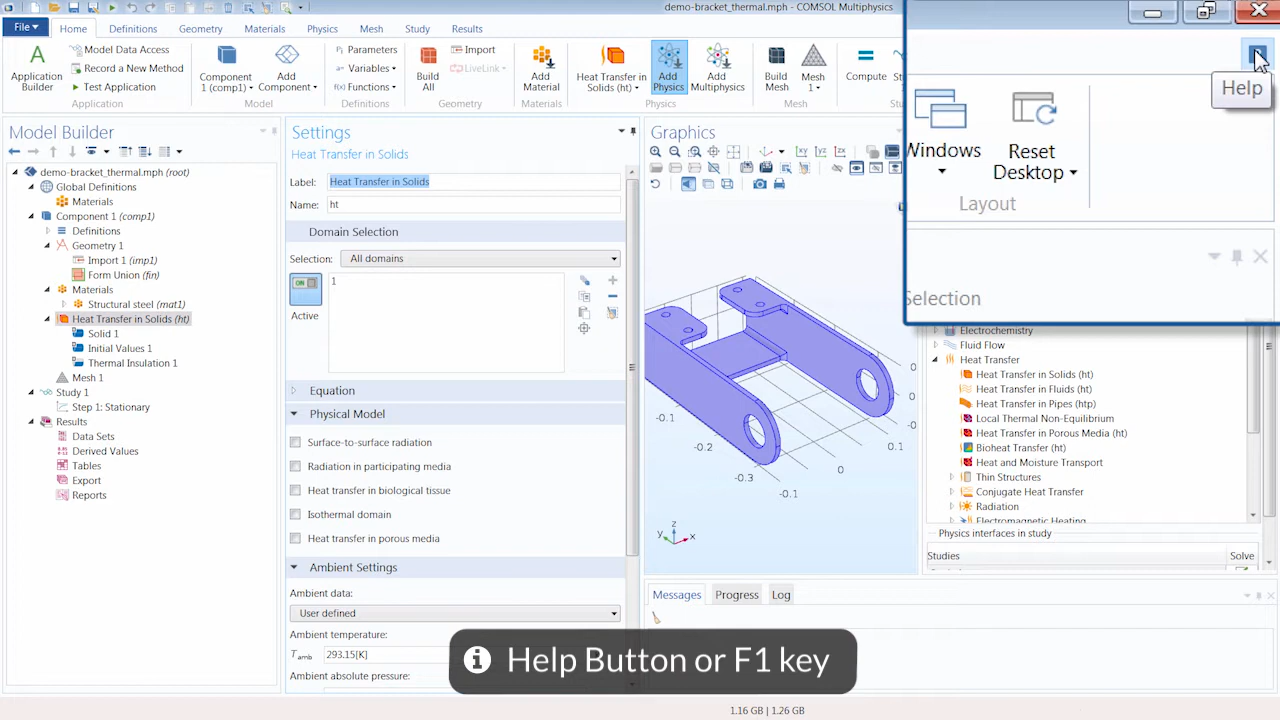 demo-bracket_thermal.mph - COMSOL Multiphysics
File Home Definitions Geometry Materials Physics Mesh Study Results
Application Builder
Model Data Access
Record a New Method
Test Application
Application
Component 1 (comp1)
Add Component
Model
Parameters
Variables
Functions
Definitions
Build All
Import
LiveLink
Geometry
Add Material
Materials
Heat Transfer in Solids (ht)
Add Physics
Add Multiphysics
Physics
Build Mesh
Mesh 1
Mesh
Compute
Help
Windows
Reset Desktop
Layout
Selection
Model Builder
demo-bracket_thermal.mph (root)
Global Definitions
Materials
Component 1 (comp1)
Definitions
Geometry 1
Import 1 (imp1)
Form Union (fin)
Materials
Structural steel (mat1)
Heat Transfer in Solids (ht)
Solid 1
Initial Values 1
Thermal Insulation 1
Mesh 1
Study 1
Step 1: Stationary
Results
Data Sets
Derived Values
Tables
Export
Reports
Settings
Heat Transfer in Solids
Label: Heat Transfer in Solids
Name: ht
Domain Selection
Selection: All domains
ON
Active
1
Equation
Physical Model
Surface-to-surface radiation
Radiation in participating media
Heat transfer in biological tissue
Isothermal domain
Heat transfer in porous media
Ambient Settings
Ambient data:
User defined
Ambient temperature:
Tamb 293.15[K]
Ambient absolute pressure:
Graphics
xy yz zx
-0.1
-0.2
-0.3
-0.1
0
0.1
0
0
z
y x
Electrochemistry
Fluid Flow
Heat Transfer
Heat Transfer in Solids (ht)
Heat Transfer in Fluids (ht)
Heat Transfer in Pipes (htp)
Local Thermal Non-Equilibrium
Heat Transfer in Porous Media (ht)
Bioheat Transfer (ht)
Heat and Moisture Transport
Thin Structures
Conjugate Heat Transfer
Radiation
Electromagnetic Heating
Physics interfaces in study
Studies Solve
Messages Progress Log
Help Button or F1 key
1.16 GB | 1.26 GB